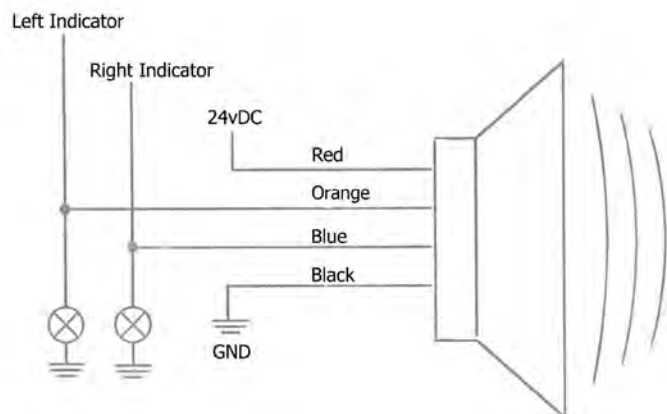 Left Indicator
Right Indicator
24vDC
Red
Orange
Blue
Black
GND